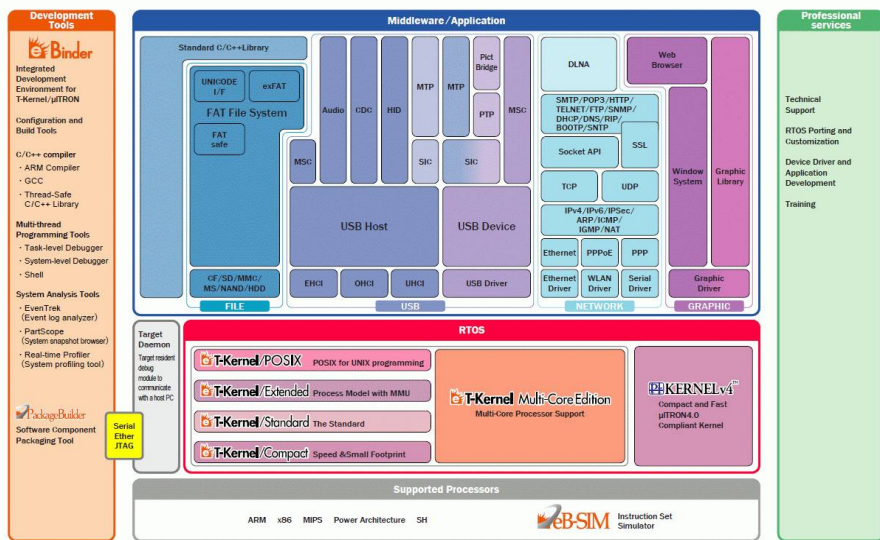 Development
Tools
eBinder
Integrated
Development
Environment for
T-Kernel/μITRON
Configuration and
Build Tools
C/C++ compiler
・ARM Compiler
・GCC
・Thread-Safe
C/C++ Library
Multi-thread
Programming Tools
・Task-level Debugger
・System-level Debugger
・Shell
System Analysis Tools
・EvenTrek
(Event log analyzer)
・PartScope
(System snapshot browser)
・Real-time Profiler
(System profiling tool)
PackageBuilder
Software Component
Packaging Tool
Serial
Ether
JTAG
Middleware/Application
Standard C/C++Library
UNICODE
I/F
exFAT
FAT File System
FAT
safe
CF/SD/MMC/
MS/NAND/HDD
FILE
MSC
Audio
CDC
HID
MTP
SIC
MTP
Pict
Bridge
PTP
SIC
MSC
USB Host
USB Device
EHCI
OHCI
UHCI
USB Driver
USB
DLNA
SMTP/POP3/HTTP/
TELNET/FTP/SNMP/
DHCP/DNS/RIP/
BOOTP/SNTP
Socket API
SSL
TCP
UDP
IPv4/IPv6/IPSec/
ARP/ICMP/
IGMP/NAT
Ethernet
PPPoE
PPP
Ethernet
Driver
WLAN
Driver
Serial
Driver
NETWORK
Web
Browser
Window
System
Graphic
Library
Graphic
Driver
GRAPHIC
Target
Daemon
Target resident
debug
module to
communicate
with a host PC
RTOS
eT-Kernel/POSIX POSIX for UNIX programming
eT-Kernel/Extended Process Model with MMU
eT-Kernel/Standard The Standard
eT-Kernel/Compact Speed &Small Footprint
eT-Kernel Multi-Core Edition
Multi-Core Processor Support
PrKERNELv4™
Compact and Fast
μITRON4.0
Compliant Kernel
Supported Processors
ARM x86 MIPS Power Architecture SH
eB-SIM
Instruction Set
Simulator
Professional
services
Technical
Support
RTOS Porting and
Customization
Device Driver and
Application
Development
Training